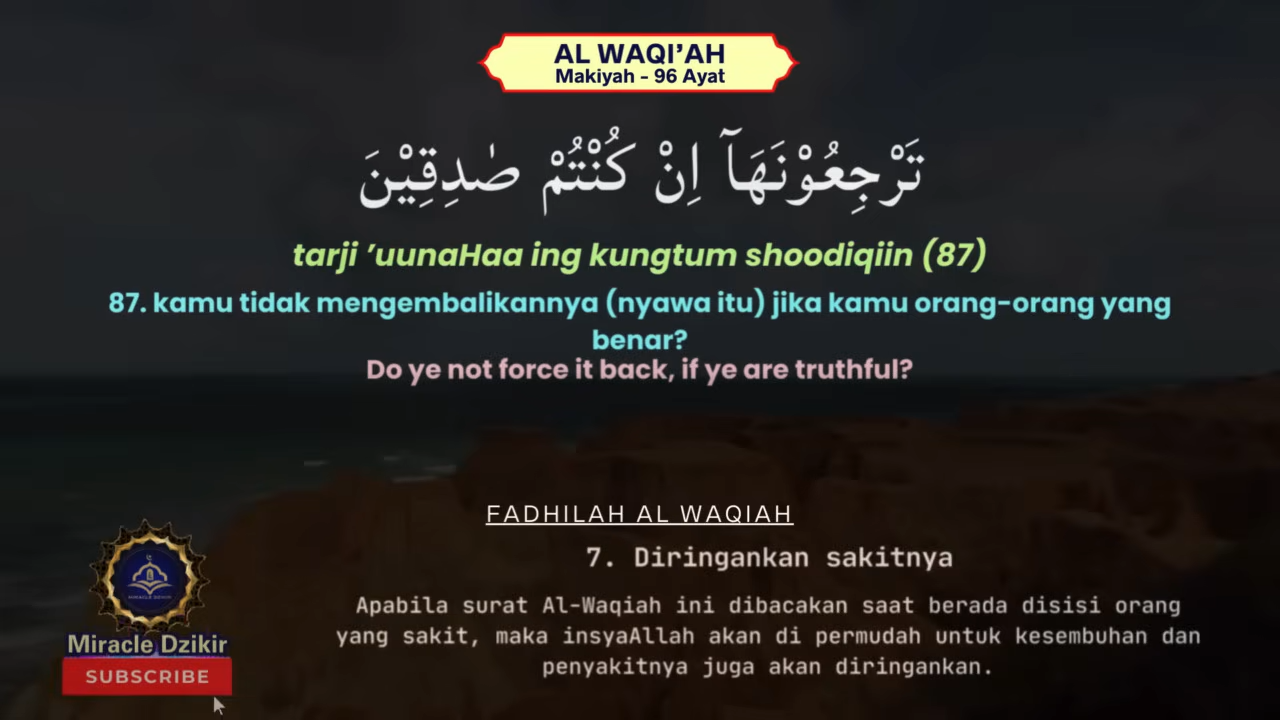 AL WAQI’AH
Makiyah - 96 Ayat
تَرْجِعُوْنَهَآ اِنْ كُنْتُمْ صٰدِقِيْنَ
tarji ’uunaHaa ing kungtum shoodiqiin (87)
87. kamu tidak mengembalikannya (nyawa itu) jika kamu orang-orang yang
benar?
Do ye not force it back, if ye are truthful?
FADHILAH AL WAQIAH
7. Diringankan sakitnya
Apabila surat Al-Waqiah ini dibacakan saat berada disisi orang
yang sakit, maka insyaAllah akan di permudah untuk kesembuhan dan
penyakitnya juga akan diringankan.
MIRACLE DZIKIR
Miracle Dzikir
SUBSCRIBE